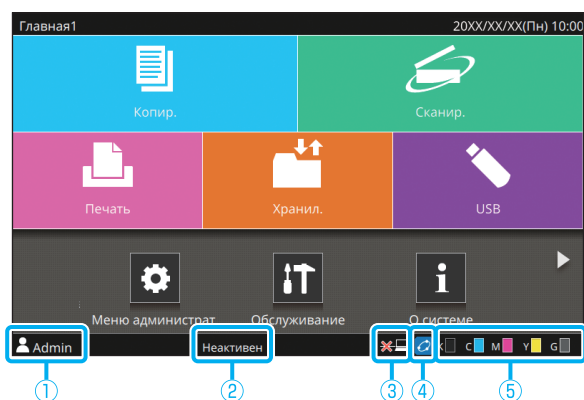 Главная1 20XX/XX/XX(Пн) 10:00
Копир. Сканир.
Печать Хранил. USB
Меню администрат Обслуживание О системе
Admin Неактивен K C M Y G
1 2 3 4 5